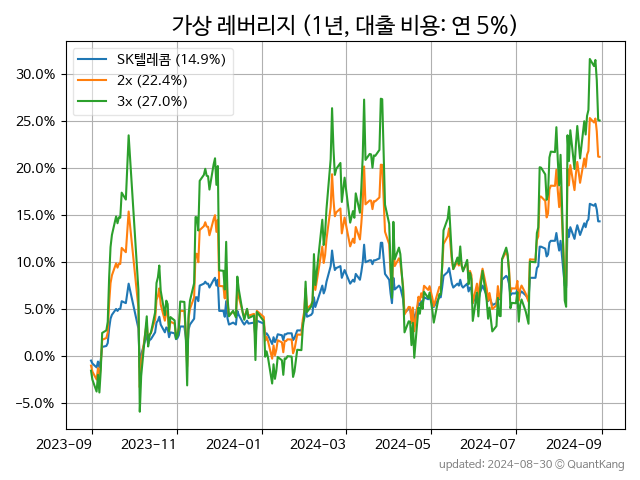 가상 레버리지 (1년, 대출 비용: 연 5%)
SK텔레콤 (14.9%)
2x (22.4%)
3x (27.0%)
30.0%
25.0%
20.0%
15.0%
10.0%
5.0%
0.0%
−5.0%
2023-09 2023-11 2024-01 2024-03 2024-05 2024-07 2024-09
updated: 2024-08-30 © QuantKang